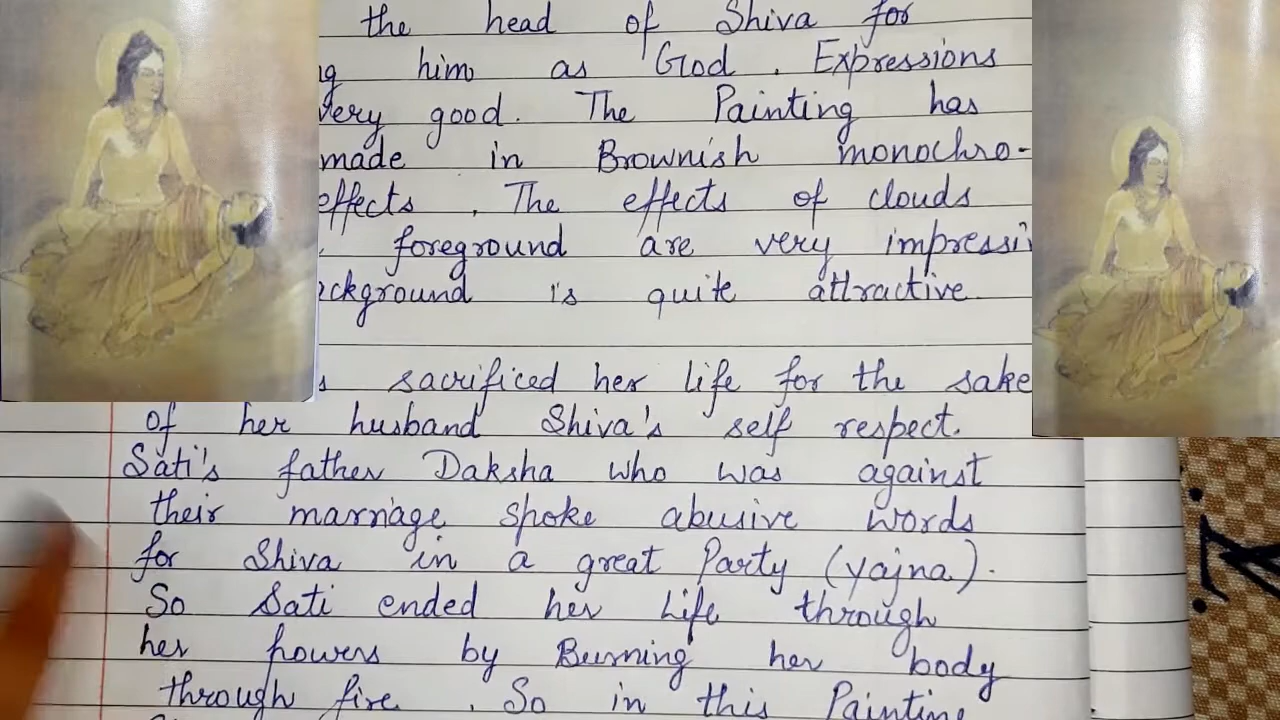 the head of Shiva for
him as God. Expressions
very good. The Painting has
made in Brownish monochro-
effects. The effects of clouds
foreground are very impressi
ckground is quite attractive
s sacrificed her life for the sake
of her husband Shiva's self respect.
Sati's father Daksha who was against
their marriage spoke abusive words
for Shiva in a great Party (yajna).
So Sati ended her Life through
her powers by Burning her body
through fire. So in this Painting